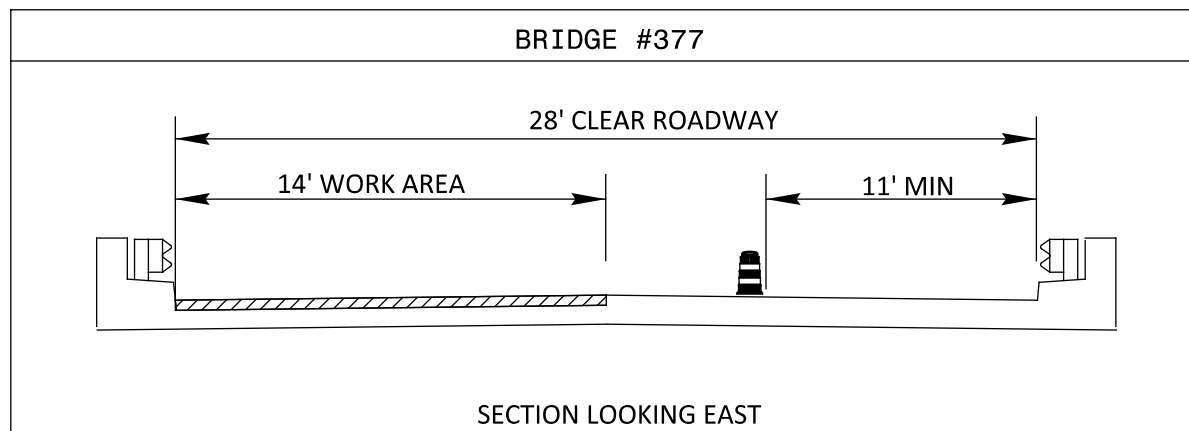 BRIDGE #377
28' CLEAR ROADWAY
14' WORK AREA
11' MIN
SECTION LOOKING EAST